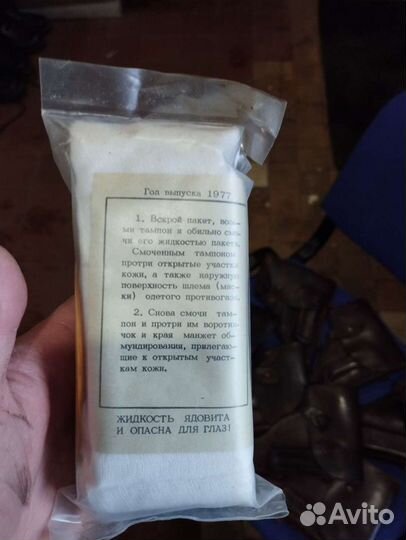 Год выпуска 1977
1. Вскрой пакет, возь-
ми тампон и обильно смо-
чи его жидкостью пакета.
Смоченным тампоном
протри открытые участки
кожи, а также наружную
поверхность шлема (мас-
ки) одетого противогаза.
2. Снова смочи там-
пон и протри им воротни-
чок и края манжет об-
мундирования, прилегаю-
щие к открытым участ-
кам кожи.
ЖИДКОСТЬ ЯДОВИТА
И ОПАСНА ДЛЯ ГЛАЗ!
Avito